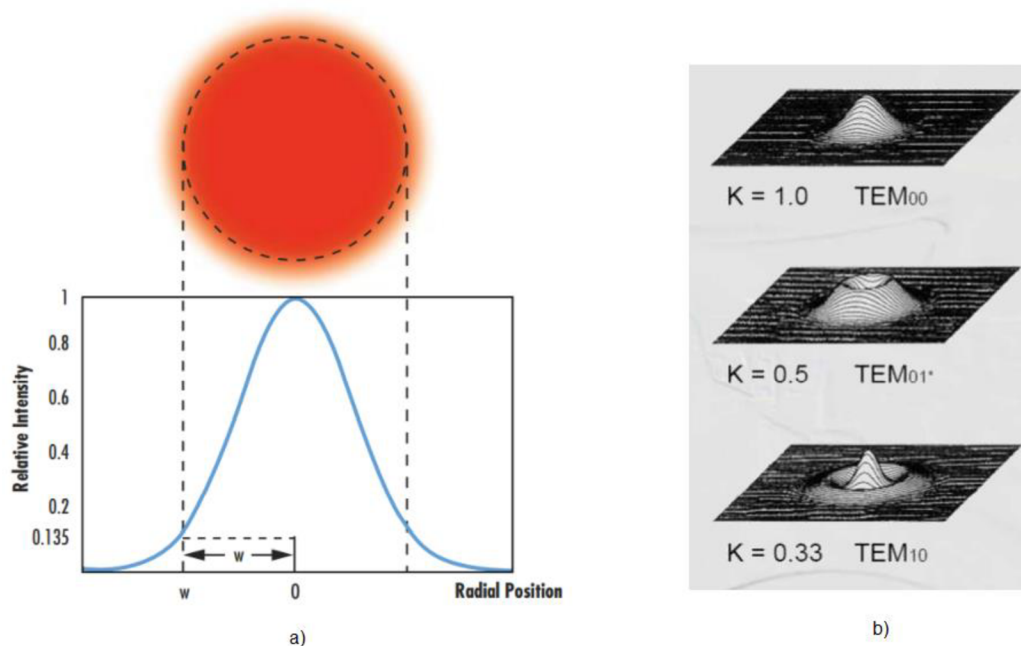 1
0.8
0.6
0.4
0.2
0.135
Relative Intensity
w
w
0
Radial Position
a)
K = 1.0 TEM00
K = 0.5 TEM01*
K = 0.33 TEM10
b)